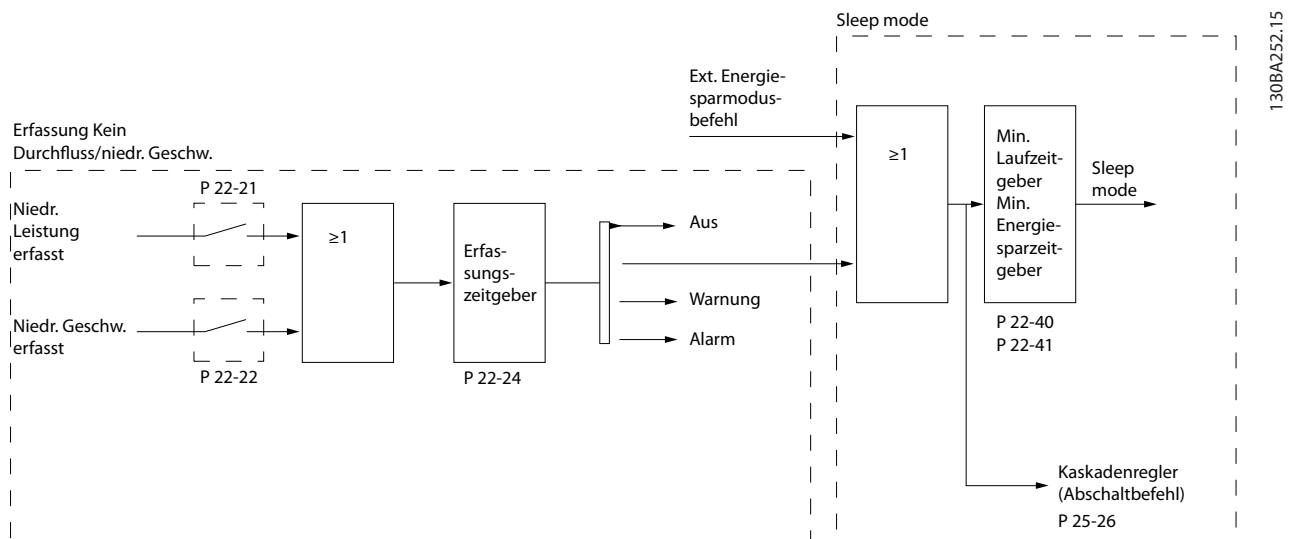 Sleep mode
130BA252.15
Ext. Energie-
sparmodus-
befehl
Erfassung Kein
Durchfluss/niedr. Geschw.
P 22-21
Niedr.
Leistung
erfasst
≥1
Erfas-
sungs-
zeitgeber
Aus
Warnung
Alarm
Niedr. Geschw.
erfasst
P 22-22
P 22-24
≥1
Min.
Laufzeit-
geber
Min.
Energie-
sparzeit-
geber
Sleep
mode
P 22-40
P 22-41
Kaskadenregler
(Abschaltbefehl)
P 25-26